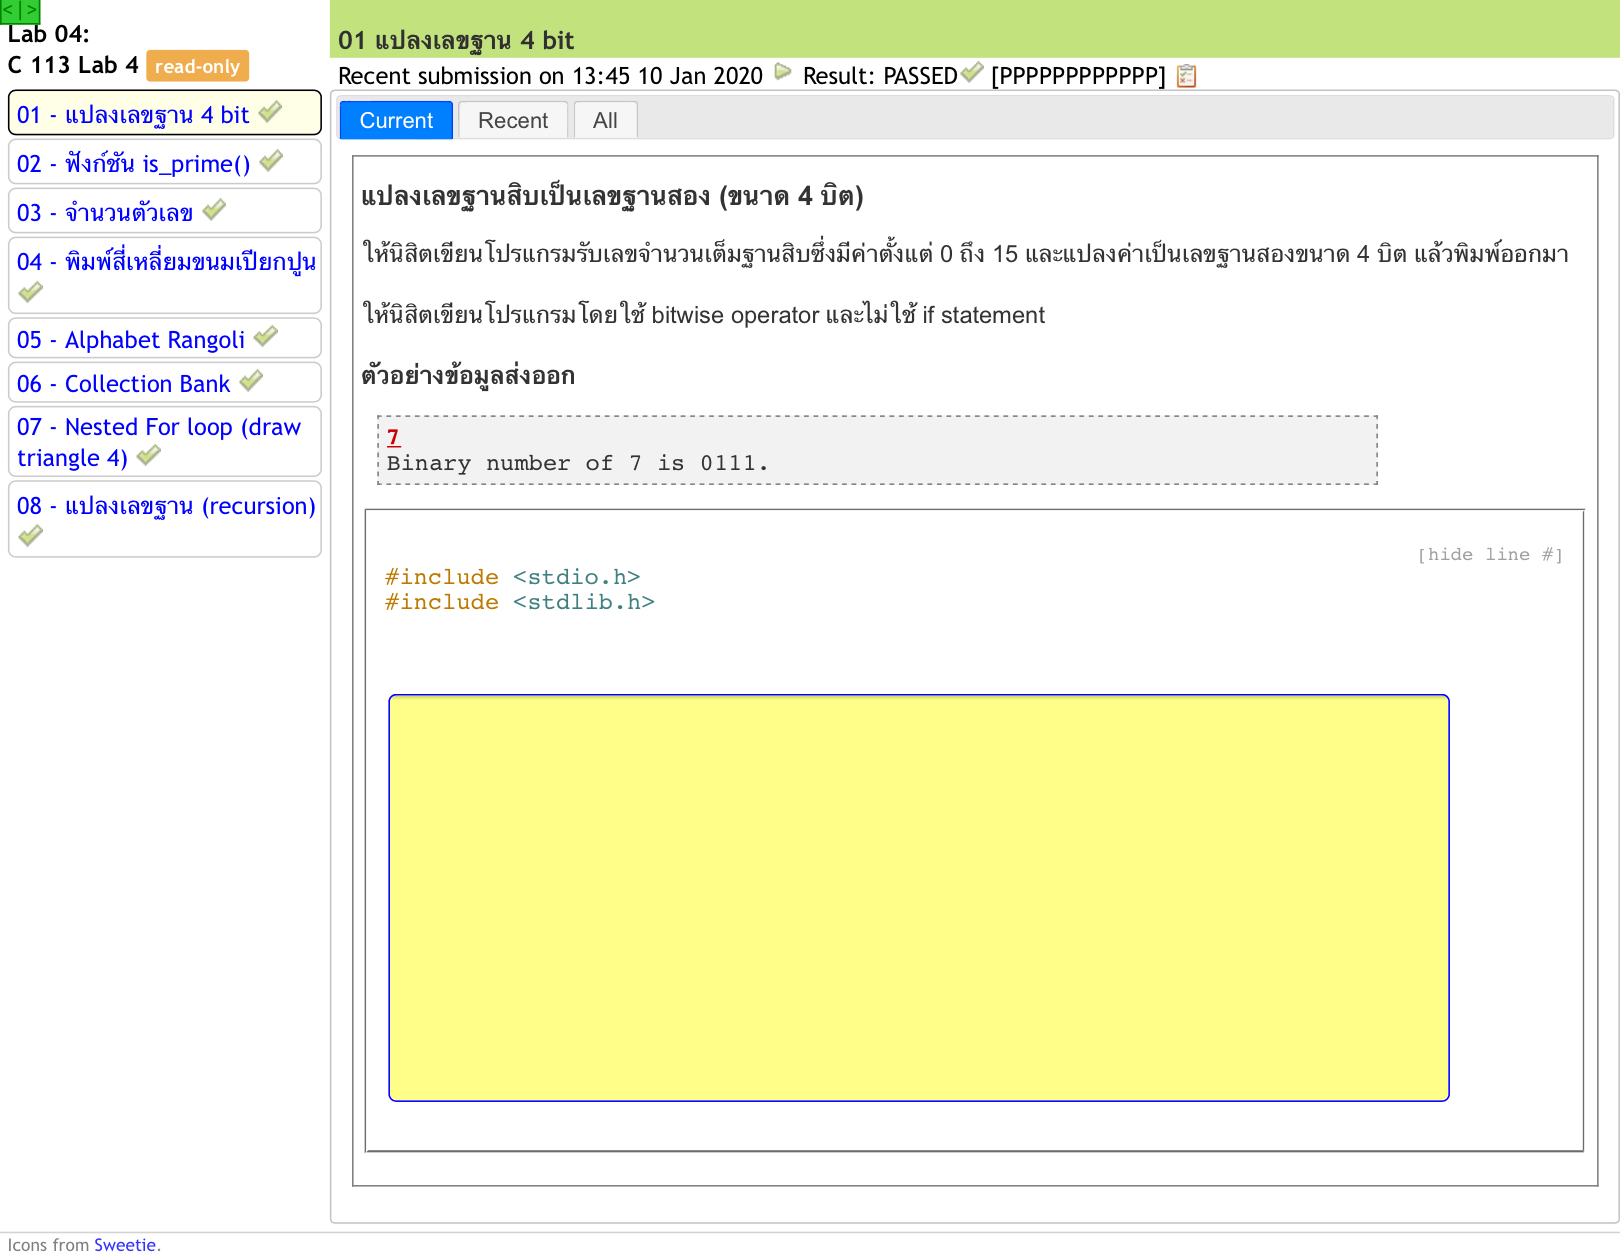 <|>
Lab 04:
C 113 Lab 4 read-only
01 - แปลงเลขฐาน 4 bit
02 - ฟังก์ชัน is_prime()
03 - จำนวนตัวเลข
04 - พิมพ์สี่เหลี่ยมขนมเปียกปูน
05 - Alphabet Rangoli
06 - Collection Bank
07 - Nested For loop (draw
triangle 4)
08 - แปลงเลขฐาน (recursion)
01 แปลงเลขฐาน 4 bit
Recent submission on 13:45 10 Jan 2020 Result: PASSED [PPPPPPPPPPPP]
Current Recent All
แปลงเลขฐานสิบเป็นเลขฐานสอง (ขนาด 4 บิต)
ให้นิสิตเขียนโปรแกรมรับเลขจำนวนเต็มฐานสิบซึ่งมีค่าตั้งแต่ 0 ถึง 15 และแปลงค่าเป็นเลขฐานสองขนาด 4 บิต แล้วพิมพ์ออกมา
ให้นิสิตเขียนโปรแกรมโดยใช้ bitwise operator และไม่ใช้ if statement
ตัวอย่างข้อมูลส่งออก
7
Binary number of 7 is 0111.
[hide line #]
#include <stdio.h>
#include <stdlib.h>
Icons from Sweetie.